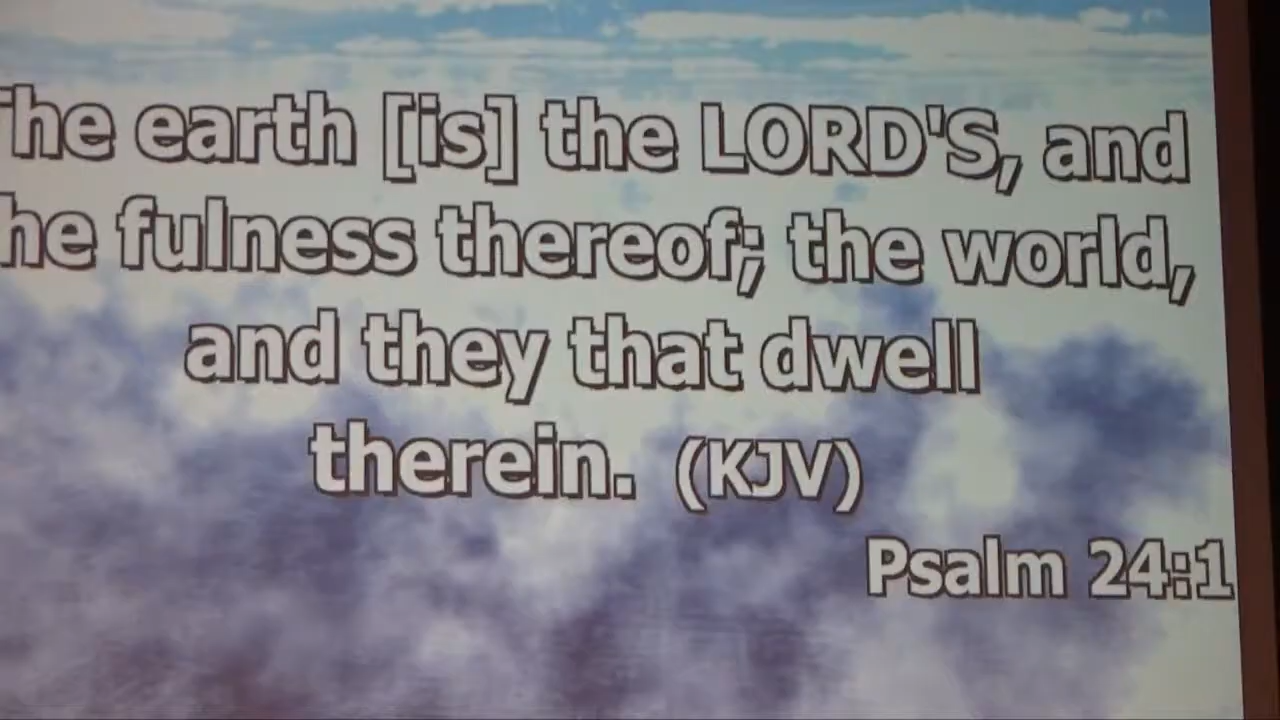 The earth [is] the LORD'S, and
he fulness thereof; the world,
and they that dwell
therein. (KJV)
Psalm 24:1